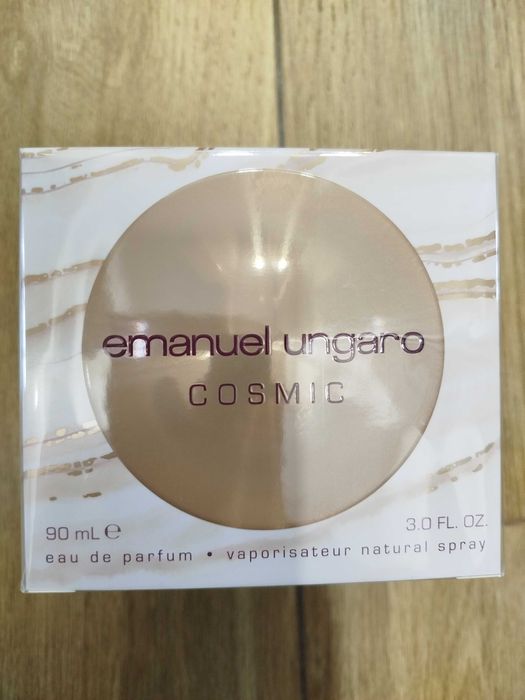 emanuel ungaro
COSMIC
90 mL ℮
3.0 FL. OZ.
eau de parfum • vaporisateur natural spray